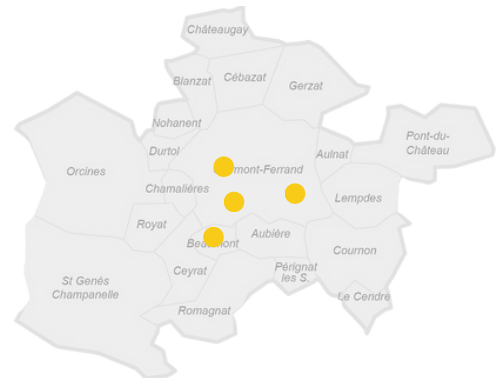 Châteaugay
Blanzat
Cébazat
Gerzat
Nohanent
Pont-du-
Château
Durtol
Aulnat
mont-Ferrand
Orcines
Chamalières
Lempdes
Royat
Aubière
Cournon
Ceyrat
Pérignat
les S.
St Genès
Champanelle
Le Cendre
Romagnat